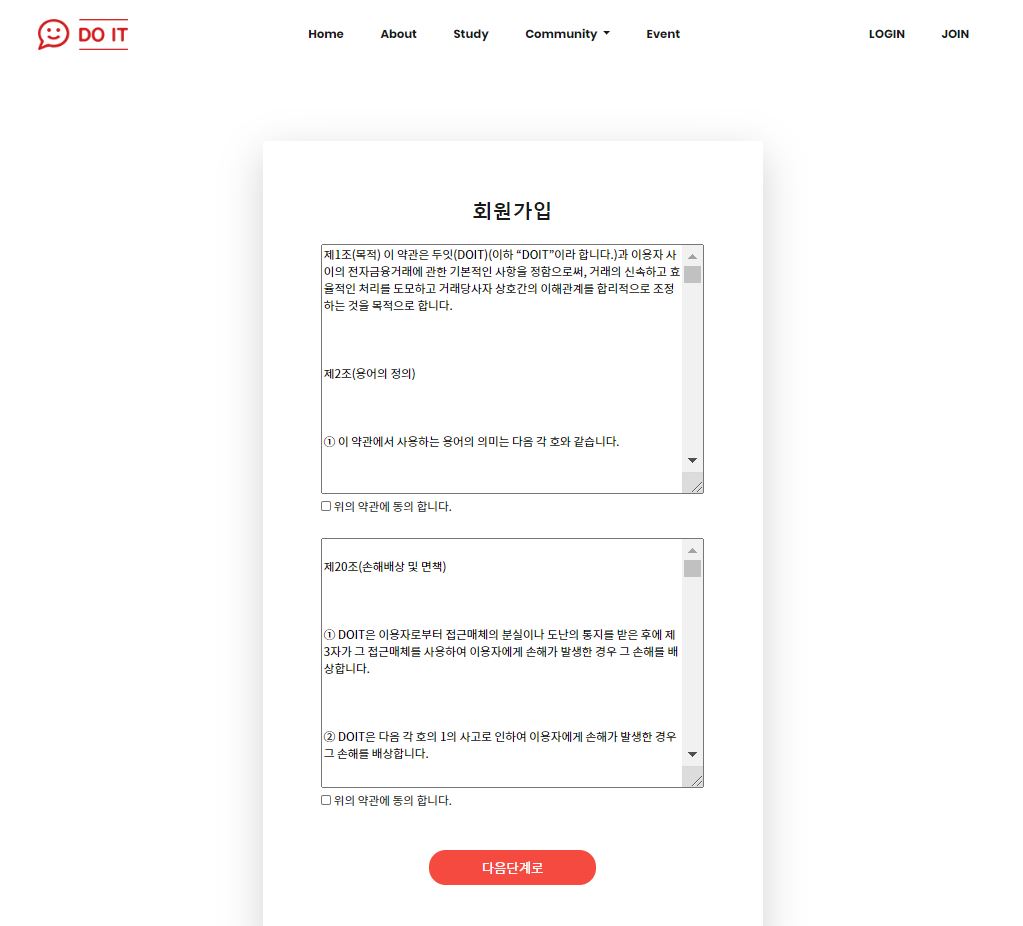 DO IT
Home About Study Community Event LOGIN JOIN
회원가입
제1조(목적) 이 약관은 두잇(DOIT)(이하 “DOIT”이라 합니다.)과 이용자 사
이의 전자금융거래에 관한 기본적인 사항을 정함으로써, 거래의 신속하고 효
율적인 처리를 도모하고 거래당사자 상호간의 이해관계를 합리적으로 조정
하는 것을 목적으로 합니다.
제2조(용어의 정의)
① 이 약관에서 사용하는 용어의 의미는 다음 각 호와 같습니다.
위의 약관에 동의 합니다.
제20조(손해배상 및 면책)
① DOIT은 이용자로부터 접근매체의 분실이나 도난의 통지를 받은 후에 제
3자가 그 접근매체를 사용하여 이용자에게 손해가 발생한 경우 그 손해를 배
상합니다.
② DOIT은 다음 각 호의 1의 사고로 인하여 이용자에게 손해가 발생한 경우
그 손해를 배상합니다.
위의 약관에 동의 합니다.
다음단계로